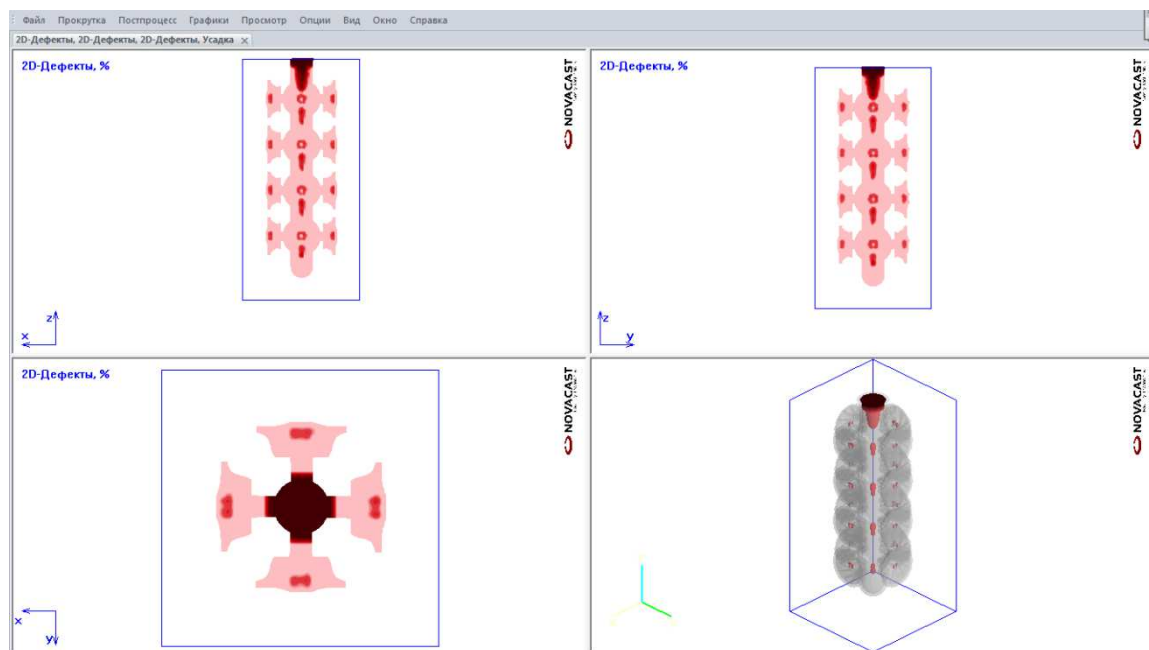 Файл Прокрутка Постпроцесс Графики Просмотр Опции Вид Окно Справка
2D-Дефекты, 2D-Дефекты, 2D-Дефекты, Усадка ×
2D-Дефекты, %
NOVACAST
z
x
2D-Дефекты, %
NOVACAST
z
y
2D-Дефекты, %
NOVACAST
x
y
NOVACAST